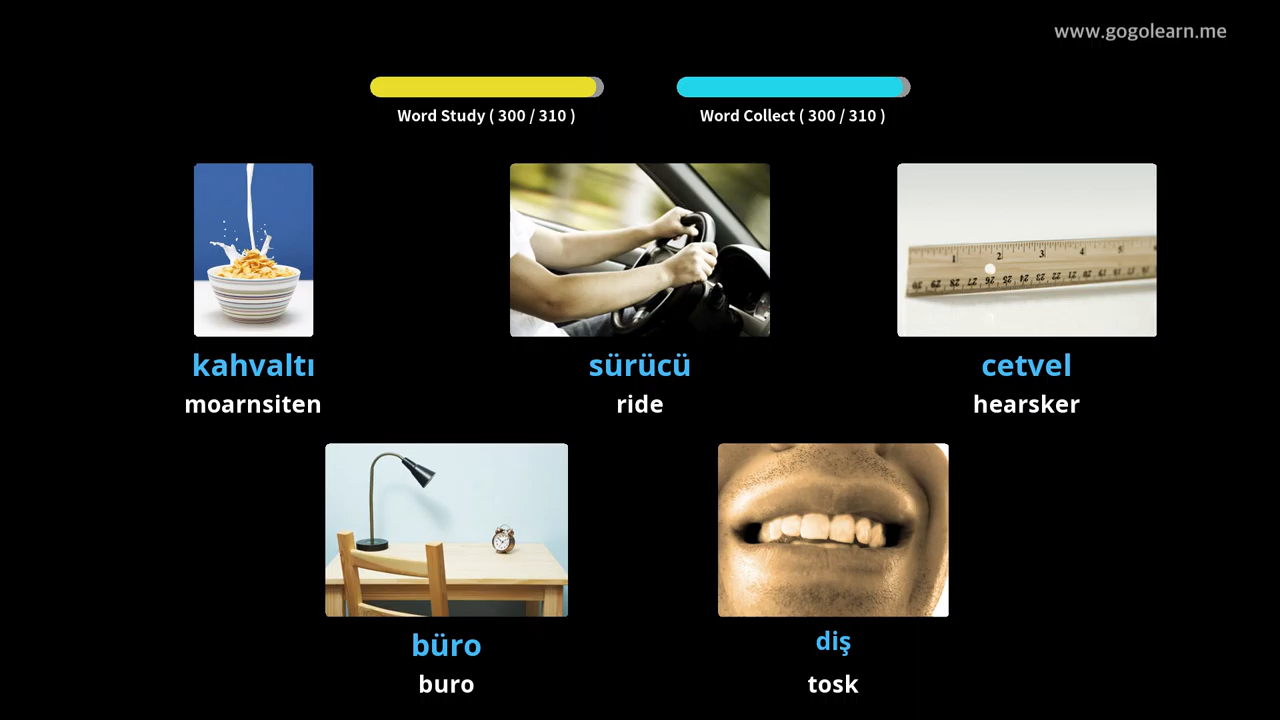 www.gogolearn.me
Word Study ( 300 / 310 )
Word Collect ( 300 / 310 )
kahvaltı
moarnsiten
sürücü
ride
cetvel
hearsker
büro
buro
diş
tosk